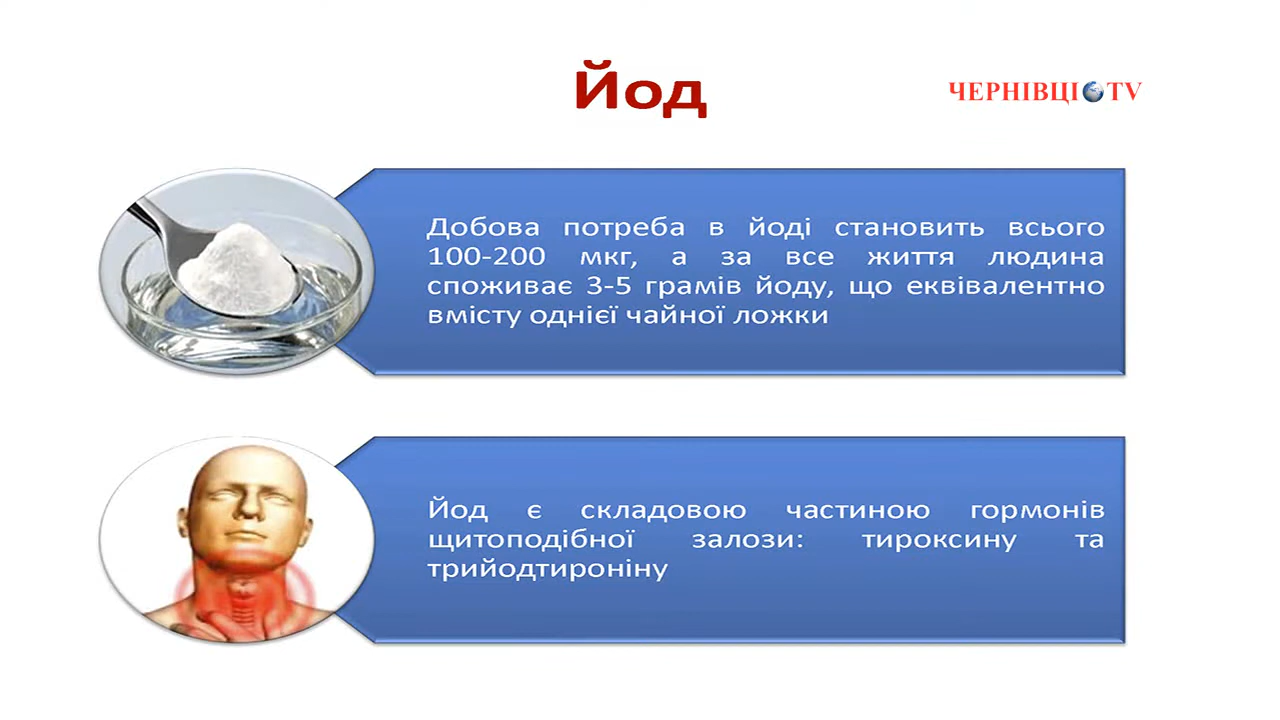 Йод
ЧЕРНІВЦІ TV
Добова потреба в йоді становить всього
100-200 мкг, а за все життя людина
споживає 3-5 грамів йоду, що еквівалентно
вмісту однієї чайної ложки
Йод є складовою частиною гормонів
щитоподібної залози: тироксину та
трийодтироніну